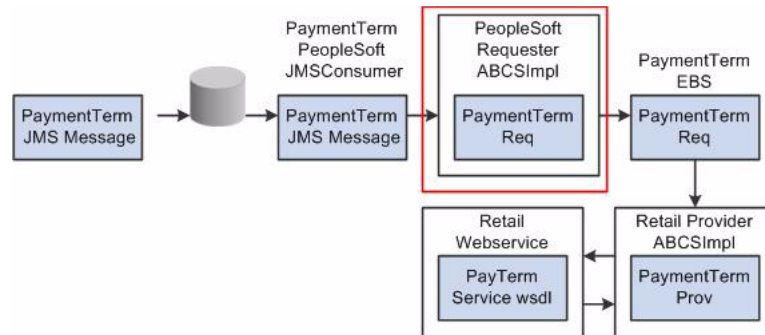 PaymentTerm
JMS Message
PaymentTerm
PeopleSoft
JMSConsumer
PaymentTerm
JMS Message
PeopleSoft
Requester
ABCSImpl
PaymentTerm
Req
PaymentTerm
EBS
PaymentTerm
Req
Retail
Webservice
PayTerm
Service wsdl
Retail Provider
ABCSImpl
PaymentTerm
Prov